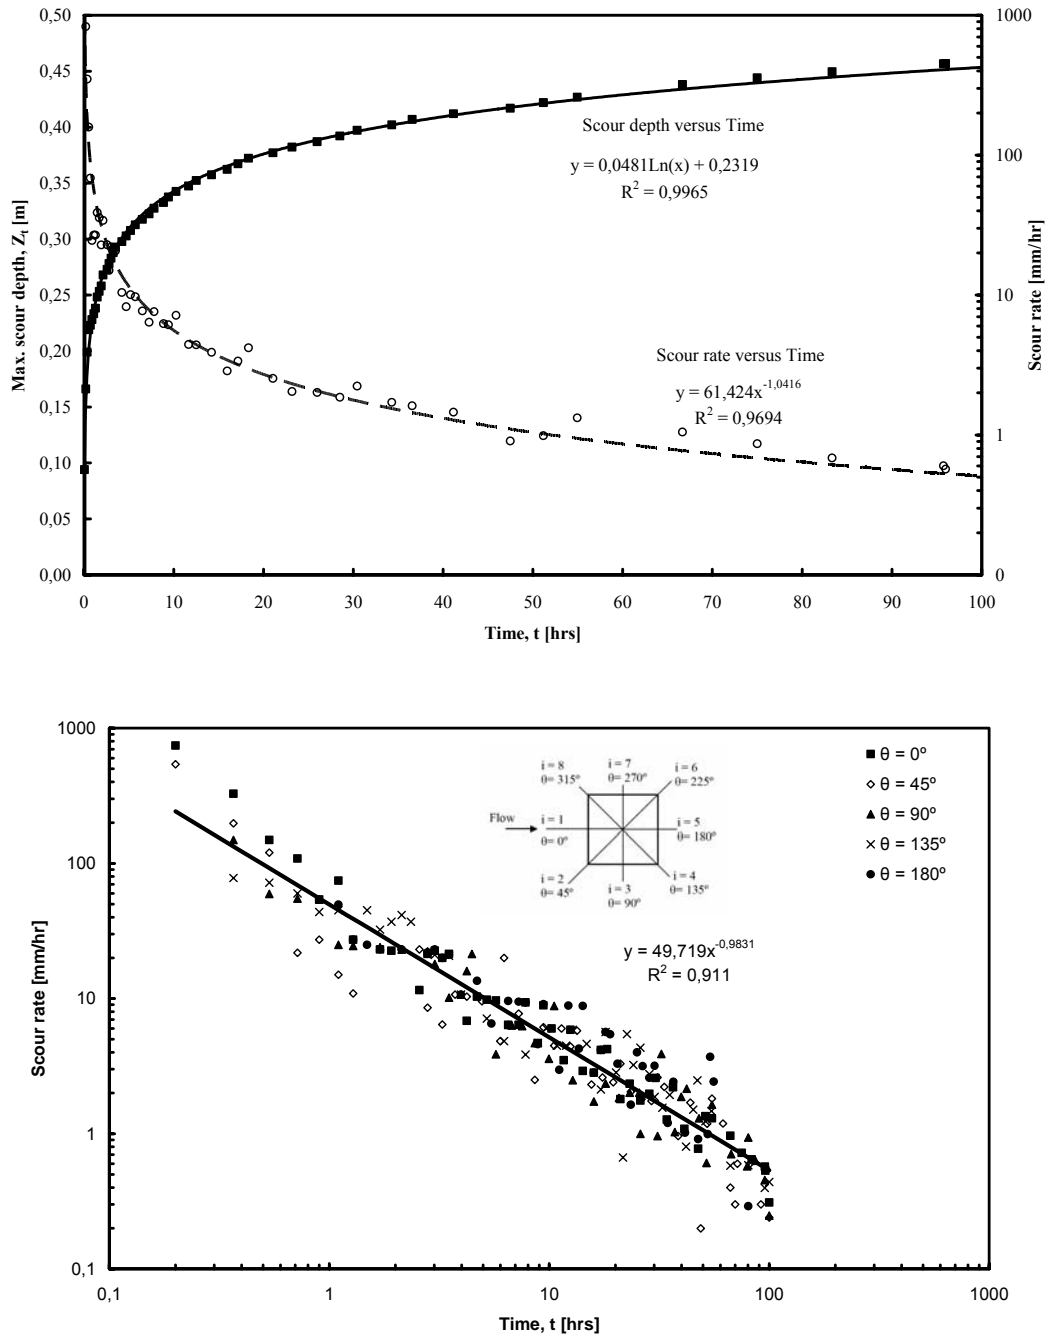 0,50
0,45
0,40
0,35
0,30
0,25
0,20
0,15
0,10
0,05
0,00
Max. scour depth, Zt [m]
1000
100
10
1
0
Scour rate [mm/hr]
Scour depth versus Time
y = 0,0481Ln(x) + 0,2319
R2 = 0,9965
Scour rate versus Time
y = 61,424x-1,0416
R2 = 0,9694
0 10 20 30 40 50 60 70 80 90 100
Time, t [hrs]
1000
100
10
1
0,1
Scour rate [mm/hr]
i = 8
θ= 315º
i = 7
θ= 270º
i = 6
θ= 225º
Flow
i = 1
θ= 0º
i = 5
θ= 180º
i = 2
θ= 45º
i = 3
θ= 90º
i = 4
θ= 135º
θ = 0º
θ = 45º
θ = 90º
θ = 135º
θ = 180º
y = 49,719x-0,9831
R2 = 0,911
0,1 1 10 100 1000
Time, t [hrs]